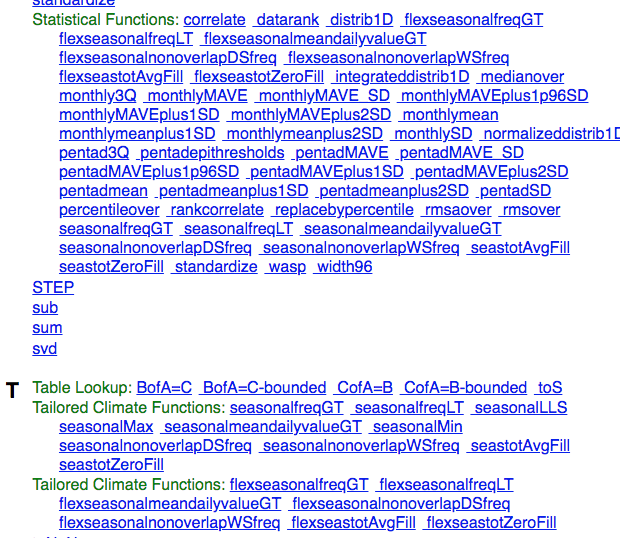 standardize
Statistical Functions: correlate datarank distrib1D flexseasonalfreqGT
flexseasonalfreqLT flexseasonalmeandailyvalueGT
flexseasonalnonoverlapDSfreq flexseasonalnonoverlapWSfreq
flexseastotAvgFill flexseastotZeroFill integrateddistrib1D medianover
monthly3Q monthlyMAVE monthlyMAVE_SD monthlyMAVEplus1p96SD
monthlyMAVEplus1SD monthlyMAVEplus2SD monthlymean
monthlymeanplus1SD monthlymeanplus2SD monthlySD normalizeddistrib1D
pentad3Q pentadepithresholds pentadMAVE pentadMAVE_SD
pentadMAVEplus1p96SD pentadMAVEplus1SD pentadMAVEplus2SD
pentadmean pentadmeanplus1SD pentadmeanplus2SD pentadSD
percentileover rankcorrelate replacebypercentile rmsaover rmsover
seasonalfreqGT seasonalfreqLT seasonalmeandailyvalueGT
seasonalnonoverlapDSfreq seasonalnonoverlapWSfreq seastotAvgFill
seastotZeroFill standardize wasp width96
STEP
sub
sum
svd
T Table Lookup: BofA=C BofA=C-bounded CofA=B CofA=B-bounded toS
Tailored Climate Functions: seasonalfreqGT seasonalfreqLT seasonalLLS
seasonalMax seasonalmeandailyvalueGT seasonalMin
seasonalnonoverlapDSfreq seasonalnonoverlapWSfreq seastotAvgFill
seastotZeroFill
Tailored Climate Functions: flexseasonalfreqGT flexseasonalfreqLT
flexseasonalmeandailyvalueGT flexseasonalnonoverlapDSfreq
flexseasonalnonoverlapWSfreq flexseastotAvgFill flexseastotZeroFill